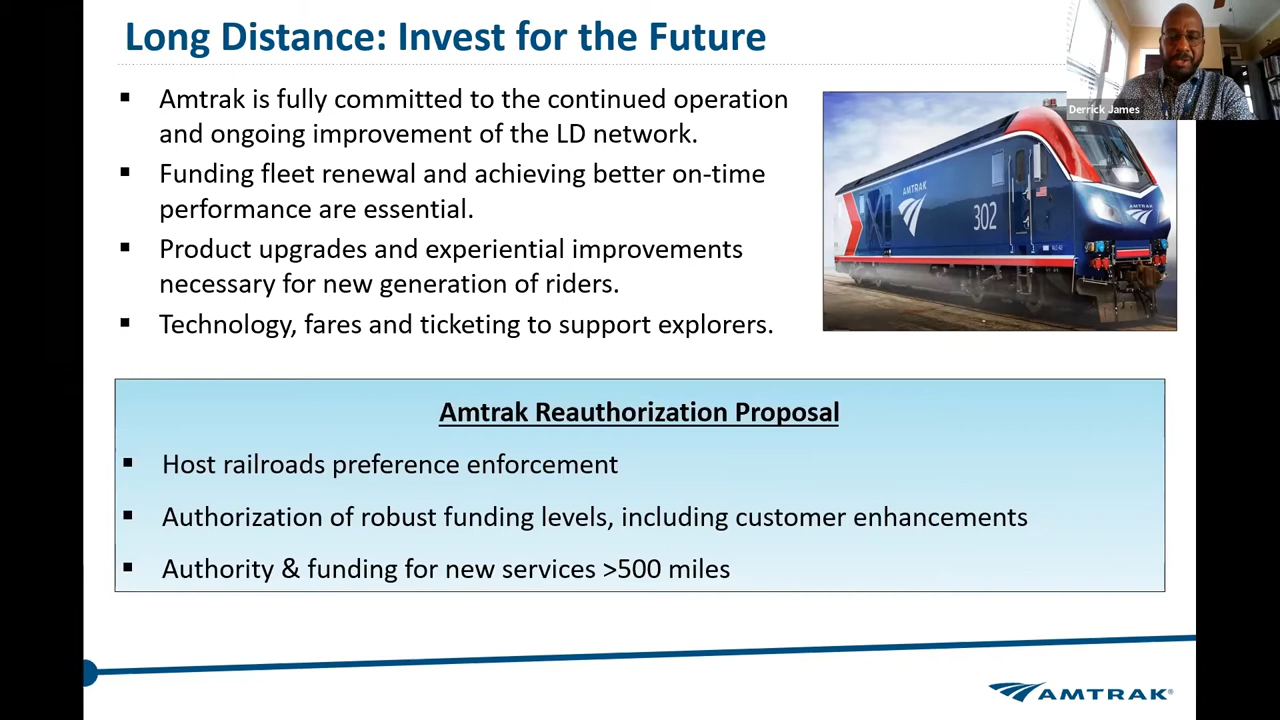 Long Distance: Invest for the Future
Derrick James
▪ Amtrak is fully committed to the continued operation
and ongoing improvement of the LD network.
▪ Funding fleet renewal and achieving better on-time
performance are essential.
▪ Product upgrades and experiential improvements
necessary for new generation of riders.
▪ Technology, fares and ticketing to support explorers.
AMTRAK
302
AMTRAK
Amtrak Reauthorization Proposal
▪ Host railroads preference enforcement
▪ Authorization of robust funding levels, including customer enhancements
▪ Authority & funding for new services >500 miles
AMTRAK®